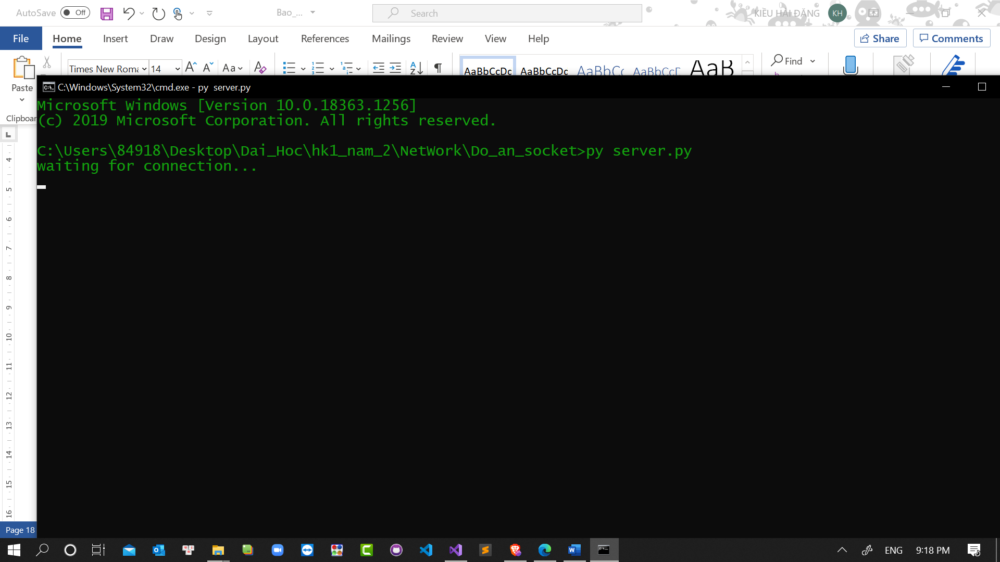 AutoSave Off Bao_... Search KIỀU HẢI ĐĂNG KH
File Home Insert Draw Design Layout References Mailings Review View Help Share Comments
Paste Times New Roma 14 Aa AaBbCcDc AaBbCcDc AaBbCc AaBbCcD AaB Find
Clipboar
C:\Windows\System32\cmd.exe - py  server.py
Microsoft Windows [Version 10.0.18363.1256]
(c) 2019 Microsoft Corporation. All rights reserved.
C:\Users\84918\Desktop\Dai_Hoc\hk1_nam_2\NetWork\Do_an_socket>py server.py
waiting for connection...
4
5
6
7
8
9
10
11
12
13
14
15
16
Page 18
ENG 9:18 PM